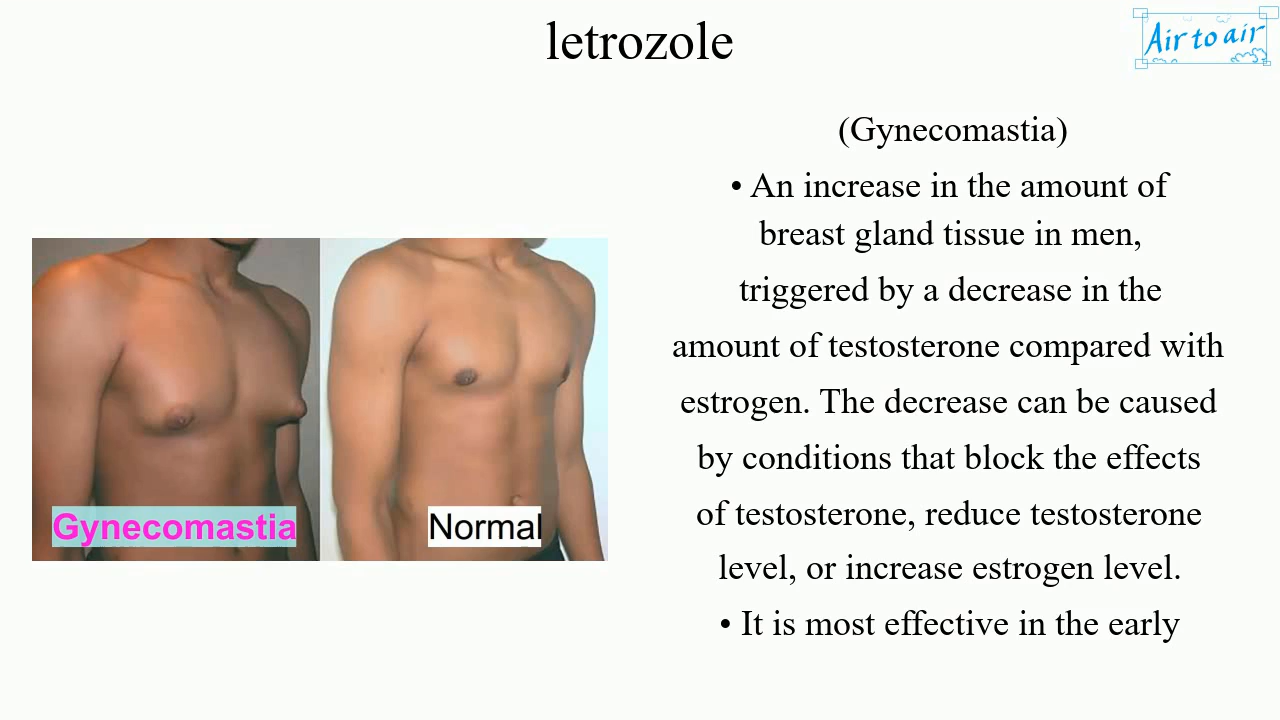 letrozole
Air to air
(Gynecomastia)
• An increase in the amount of
breast gland tissue in men,
triggered by a decrease in the
amount of testosterone compared with
estrogen. The decrease can be caused
by conditions that block the effects
of testosterone, reduce testosterone
level, or increase estrogen level.
• It is most effective in the early
Gynecomastia
Normal